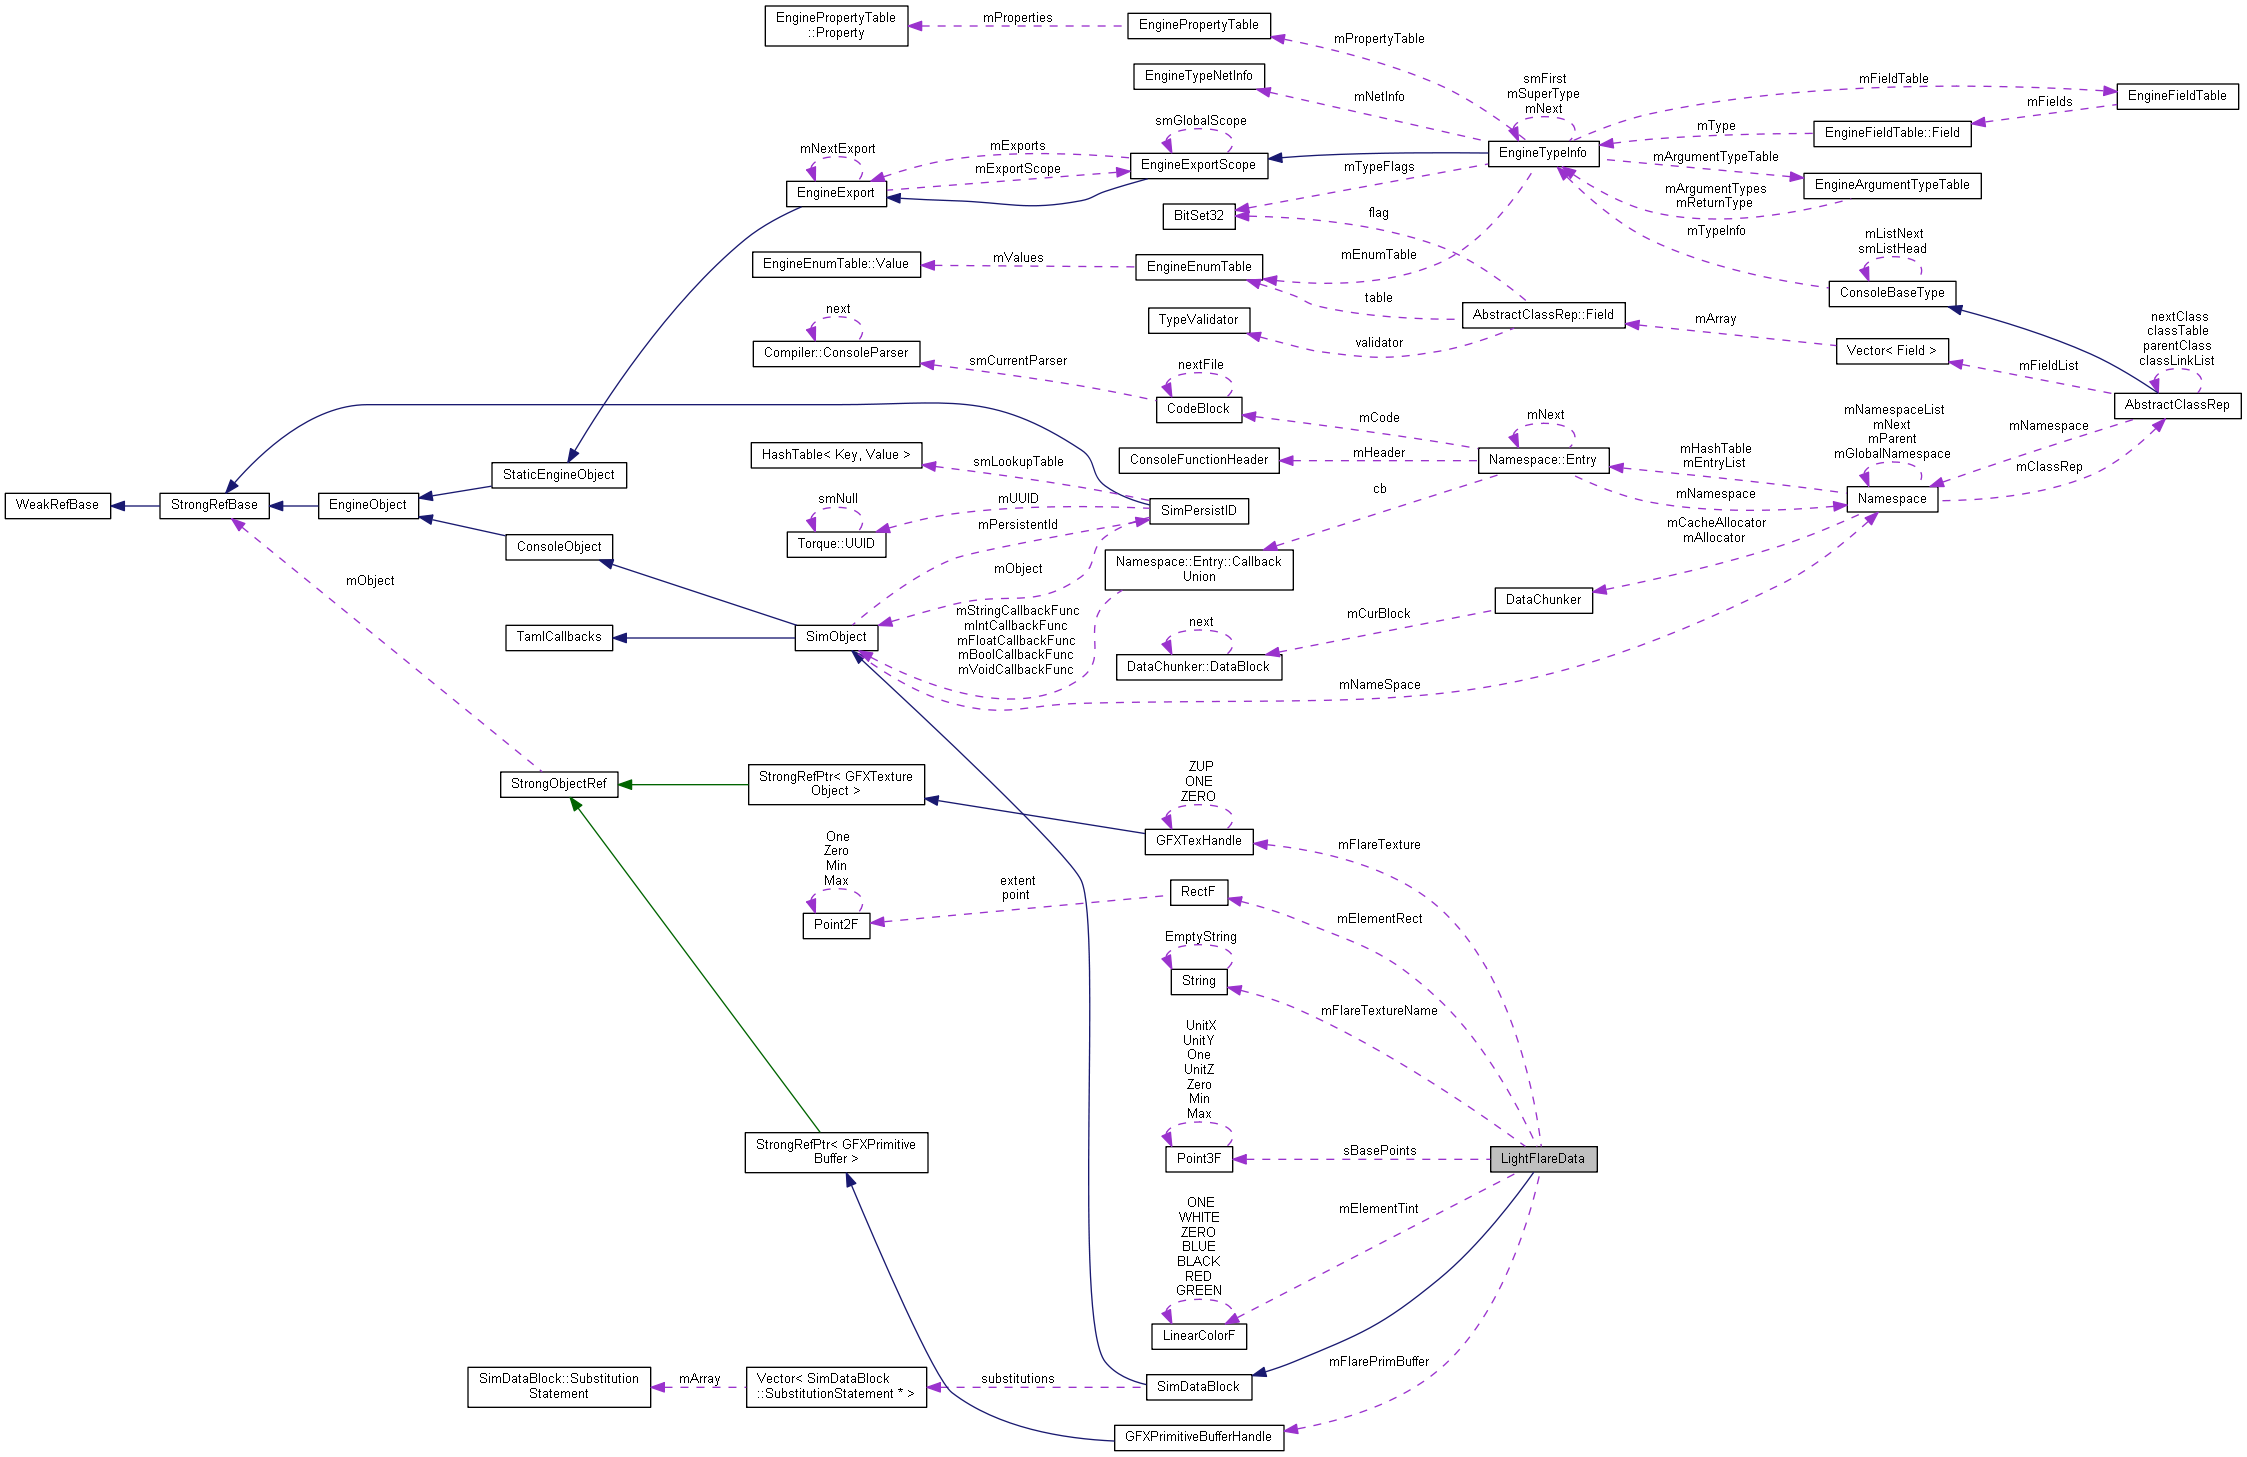 EnginePropertyTable
::Property
mProperties
EnginePropertyTable
mPropertyTable
EngineTypeNetInfo
mNetInfo
smFirst
mSuperType
mNext
EngineTypeInfo
mFieldTable
EngineFieldTable
mFields
EngineFieldTable::Field
mType
mArgumentTypeTable
EngineArgumentTypeTable
mArgumentTypes
mReturnType
mTypeInfo
smGlobalScope
EngineExportScope
mExports
mExportScope
mNextExport
EngineExport
mTypeFlags
BitSet32
flag
mEnumTable
EngineEnumTable
mValues
EngineEnumTable::Value
table
TypeValidator
validator
AbstractClassRep::Field
mArray
Vector< Field >
mFieldList
mListNext
smListHead
ConsoleBaseType
nextClass
classTable
parentClass
classLinkList
AbstractClassRep
next
Compiler::ConsoleParser
smCurrentParser
nextFile
CodeBlock
mCode
mNext
Namespace::Entry
mHeader
ConsoleFunctionHeader
cb
mHashTable
mEntryList
mNamespace
mNamespaceList
mNext
mParent
mGlobalNamespace
Namespace
mNamespace
mClassRep
mCacheAllocator
mAllocator
HashTable< Key, Value >
smLookupTable
SimPersistID
mUUID
smNull
Torque::UUID
mPersistentId
mObject
StaticEngineObject
WeakRefBase
StrongRefBase
EngineObject
ConsoleObject
mObject
TamlCallbacks
SimObject
mStringCallbackFunc
mIntCallbackFunc
mFloatCallbackFunc
mBoolCallbackFunc
mVoidCallbackFunc
Namespace::Entry::Callback
Union
DataChunker
mCurBlock
next
DataChunker::DataBlock
mNameSpace
StrongObjectRef
StrongRefPtr< GFXTexture
Object >
ZUP
ONE
ZERO
GFXTexHandle
mFlareTexture
One
Zero
Min
Max
Point2F
extent
point
RectF
mElementRect
EmptyString
String
mFlareTextureName
UnitX
UnitY
One
UnitZ
Zero
Min
Max
Point3F
sBasePoints
LightFlareData
StrongRefPtr< GFXPrimitive
Buffer >
ONE
WHITE
ZERO
BLUE
BLACK
RED
GREEN
LinearColorF
mElementTint
mFlarePrimBuffer
SimDataBlock::Substitution
Statement
mArray
Vector< SimDataBlock
::SubstitutionStatement * >
substitutions
SimDataBlock
GFXPrimitiveBufferHandle